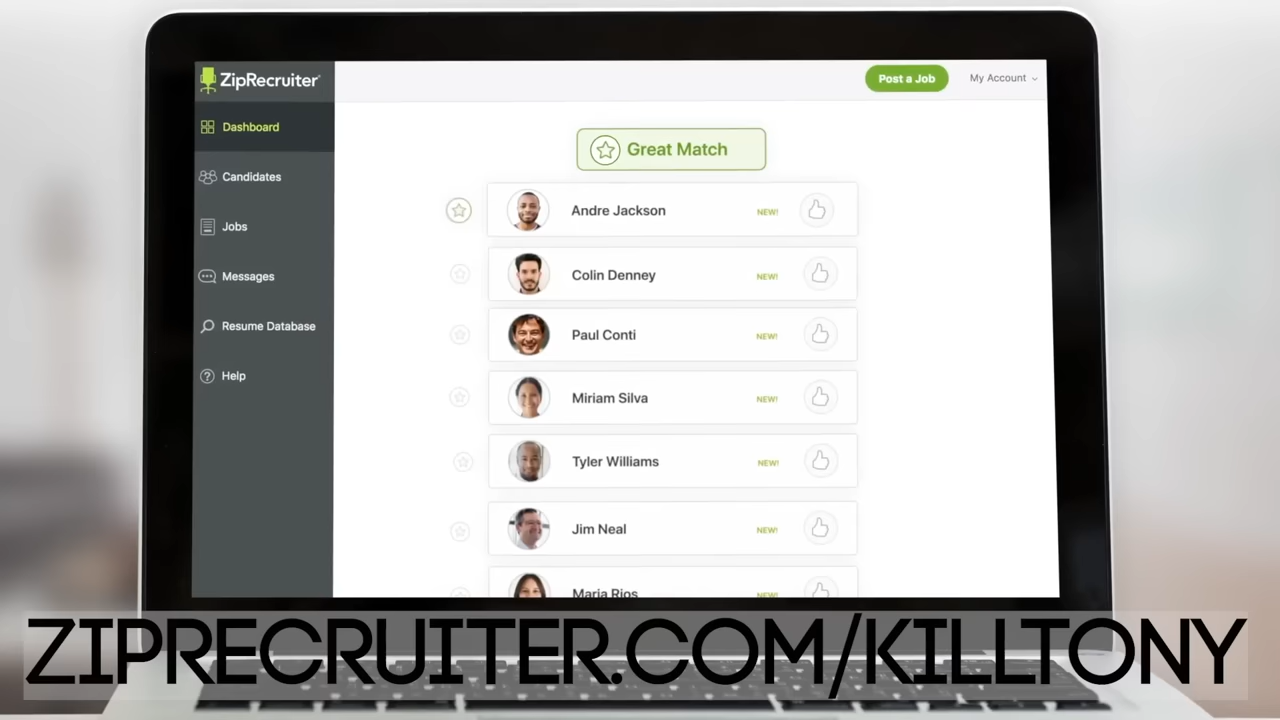 ZipRecruiter
Post a Job
My Account
Dashboard
Great Match
Candidates
Andre Jackson
NEW!
Jobs
Colin Denney
NEW!
Messages
Resume Database
Paul Conti
NEW!
Help
Miriam Silva
NEW!
Tyler Williams
NEW!
Jim Neal
NEW!
Maria Rios
NEW!
ZIPRECRUITER.COM/KILLTONY